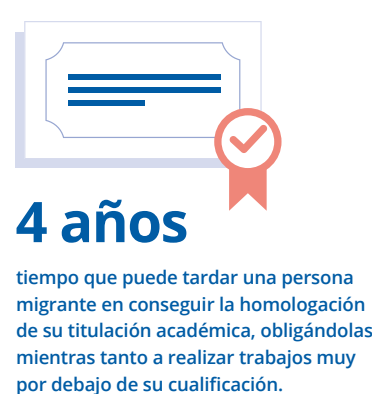 4 años
tiempo que puede tardar una persona
migrante en conseguir la homologación
de su titulación académica, obligándolas
mientras tanto a realizar trabajos muy
por debajo de su cualificación.